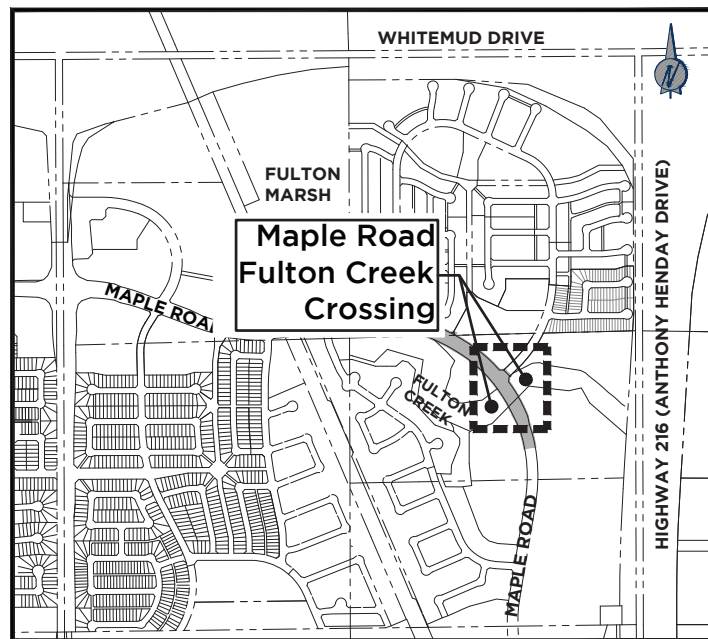 WHITEMUD DRIVE
N
FULTON
MARSH
Maple Road
Fulton Creek
Crossing
MAPLE ROAD
FULTON
CREEK
MAPLE ROAD
HIGHWAY 216 (ANTHONY HENDAY DRIVE)